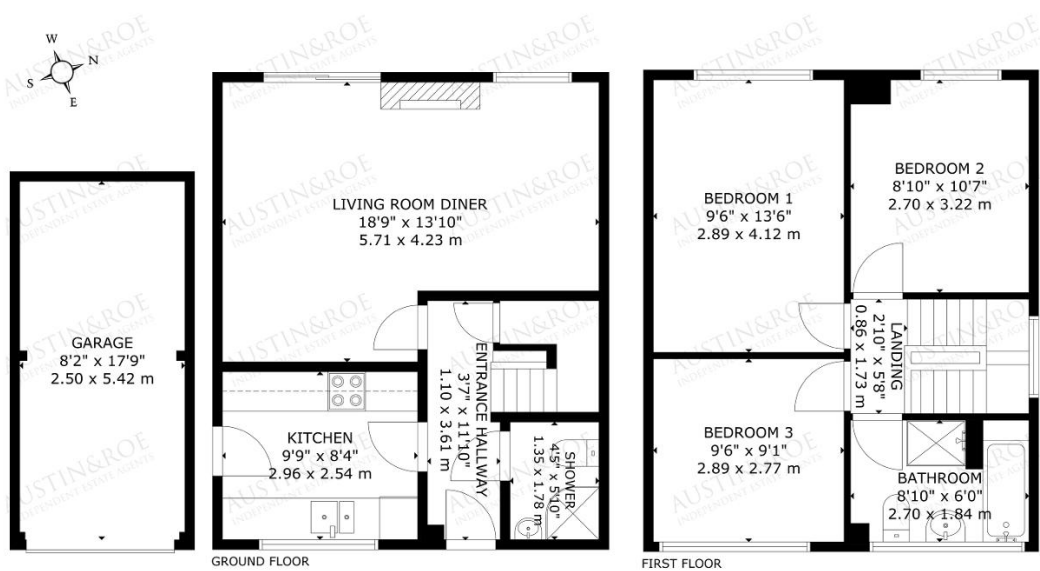 W
N
S
E
GARAGE
8'2" x 17'9"
2.50 x 5.42 m
LIVING ROOM DINER
18'9" x 13'10"
5.71 x 4.23 m
KITCHEN
9'9" x 8'4"
2.96 x 2.54 m
ENTRANCE HALLWAY
3'7" x 11'10"
1.10 x 3.61 m
SHOWER
4'5" x 5'10"
1.35 x 1.78 m
GROUND FLOOR
BEDROOM 1
9'6" x 13'6"
2.89 x 4.12 m
BEDROOM 2
8'10" x 10'7"
2.70 x 3.22 m
LANDING
2'10" x 5'8"
0.86 x 1.73 m
BEDROOM 3
9'6" x 9'1"
2.89 x 2.77 m
BATHROOM
8'10" x 6'0"
2.70 x 1.84 m
FIRST FLOOR
AUSTIN&ROE
INDEPENDENT ESTATE AGENTS